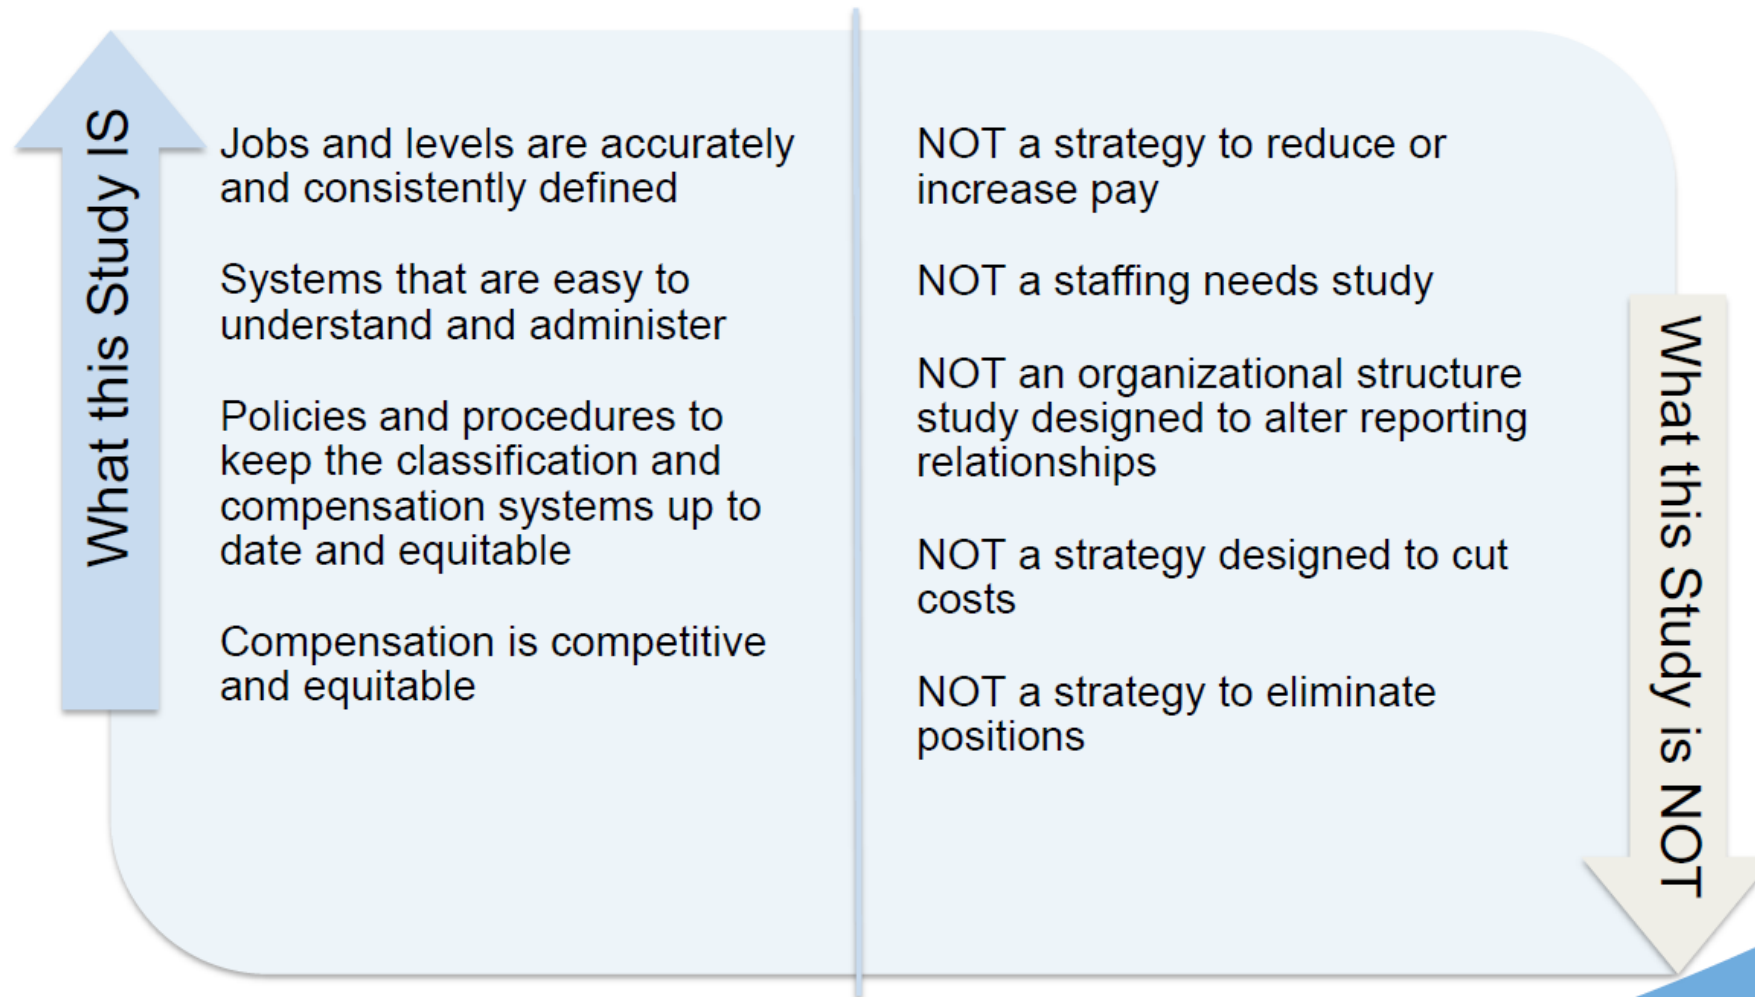 What this Study IS
Jobs and levels are accurately
and consistently defined
Systems that are easy to
understand and administer
Policies and procedures to
keep the classification and
compensation systems up to
date and equitable
Compensation is competitive
and equitable
NOT a strategy to reduce or
increase pay
NOT a staffing needs study
NOT an organizational structure
study designed to alter reporting
relationships
NOT a strategy designed to cut
costs
NOT a strategy to eliminate
positions
What this Study is NOT